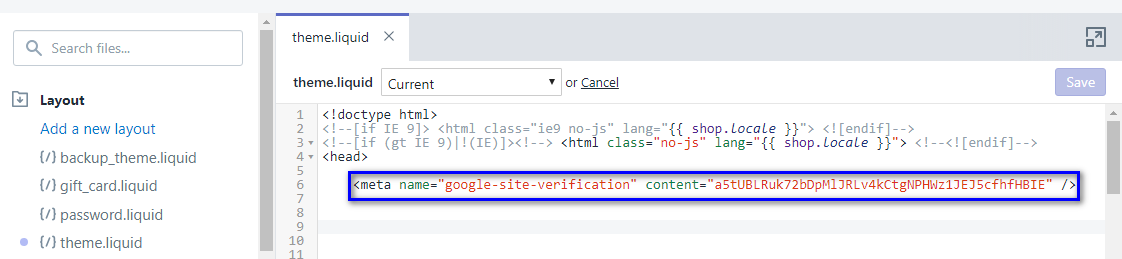 Search files...
Layout
Add a new layout
{/} backup_theme.liquid
{/} gift_card.liquid
{/} password.liquid
{/} theme.liquid
theme.liquid ×
theme.liquid Current or Cancel Save
1 <!doctype html>
2 <!--[if IE 9]> <html class="ie9 no-js" lang="{{ shop.locale }}"> <![endif]-->
3 <!--[if (gt IE 9)|!(IE)]><!--> <html class="no-js" lang="{{ shop.locale }}"> <!--<![endif]-->
4 <head>
5
6 <meta name="google-site-verification" content="a5tUBLRuk72bDpMlJRLv4kCtgNPHWz1JEJ5cfhfHBIE" />
7
8
9
10
11